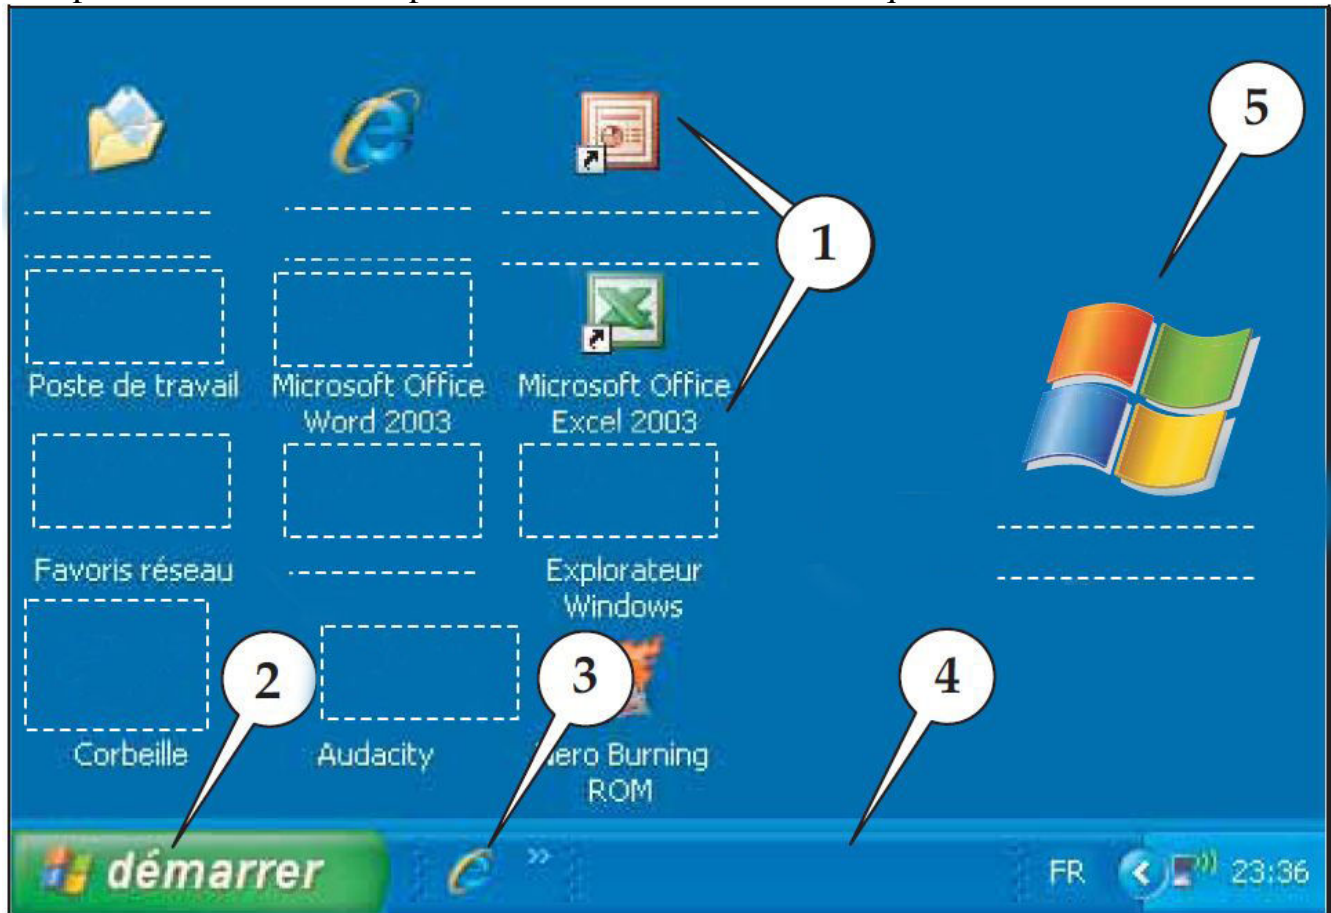 5
1
Poste de travail
Microsoft Office
Word 2003
Microsoft Office
Excel 2003
Favoris réseau
Explorateur
Windows
2
3
4
Corbeille
Audacity
Nero Burning
ROM
démarrer
»
FR
23:36